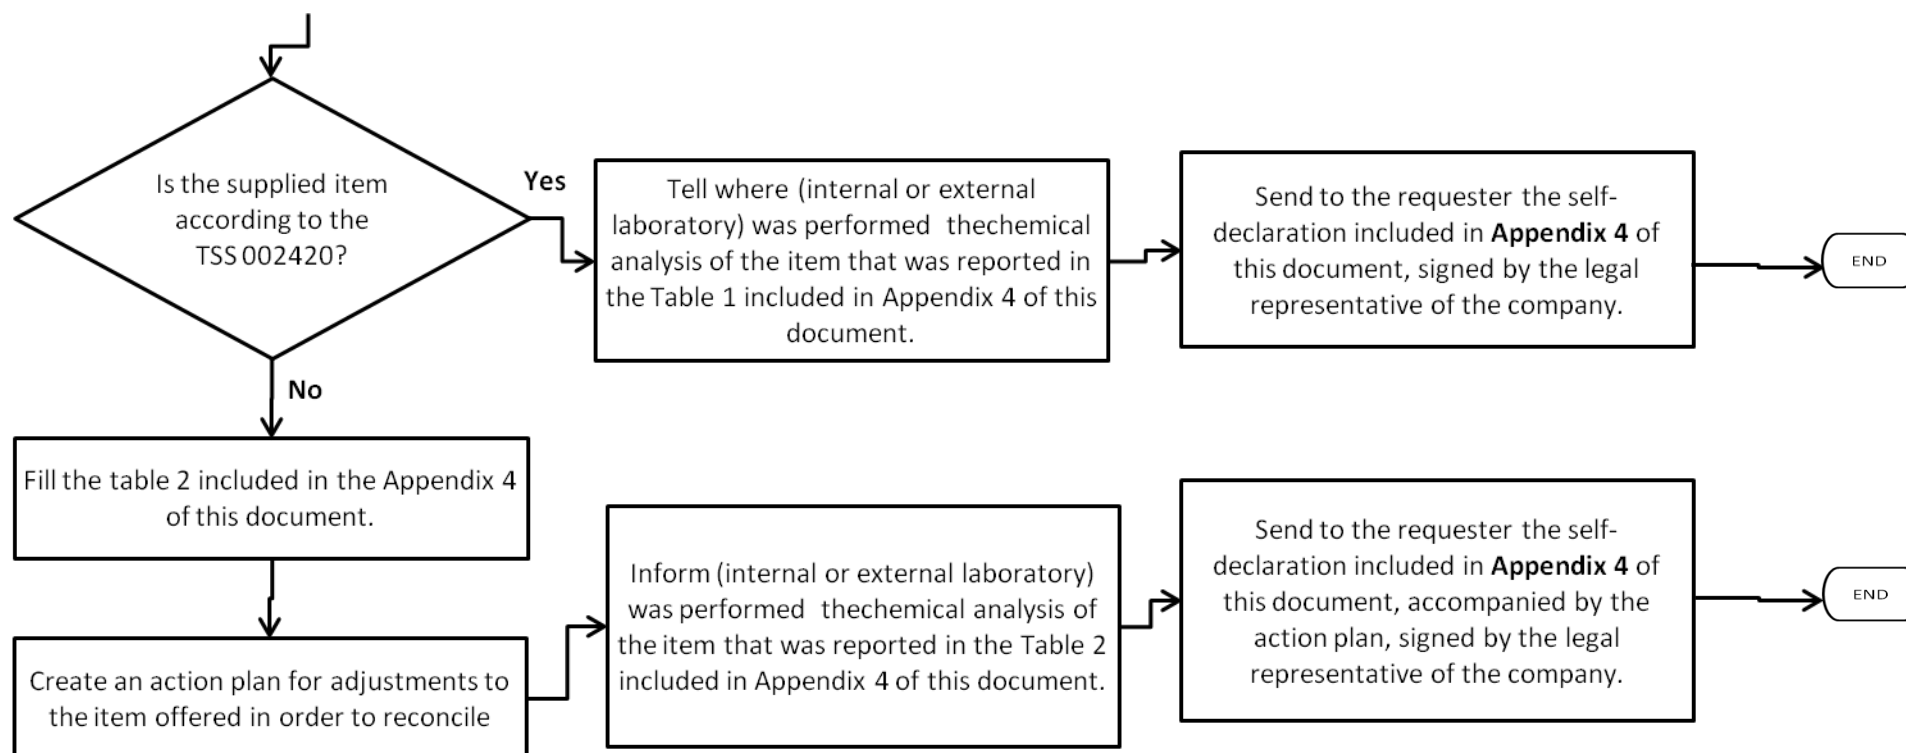 Is the supplied item
according to the
TSS 002420?
Yes
Tell where (internal or external
laboratory) was performed thechemical
analysis of the item that was reported in
the Table 1 included in Appendix 4 of this
document.
Send to the requester the self-
declaration included in Appendix 4 of
this document, signed by the legal
representative of the company.
END
No
Fill the table 2 included in the Appendix 4
of this document.
Create an action plan for adjustments to
the item offered in order to reconcile
Inform (internal or external laboratory)
was performed thechemical analysis of
the item that was reported in the Table 2
included in Appendix 4 of this document.
Send to the requester the self-
declaration included in Appendix 4 of
this document, accompanied by the
action plan, signed by the legal
representative of the company.
END